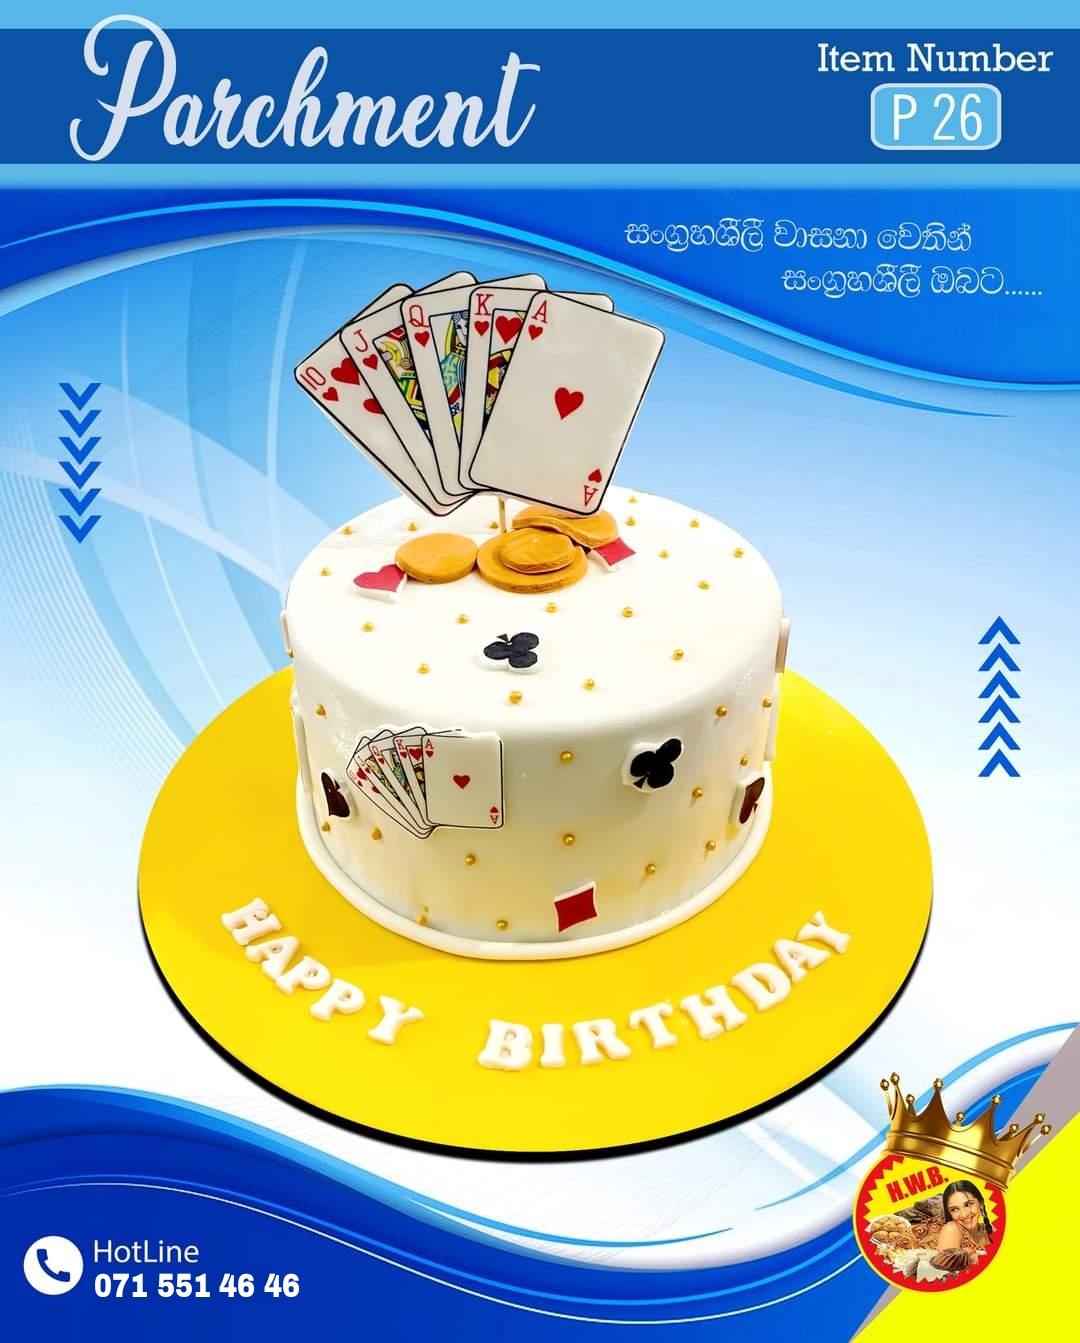 Parchment
Item Number
P 26
සංග්‍රහශීලී වාසනා වෙතින්
සංග්‍රහශීලී ඔබට......
10
J
Q
K
A
A
J
Q
K
A
A
HAPPY BIRTHDAY
H.W.B.
HotLine
071 551 46 46